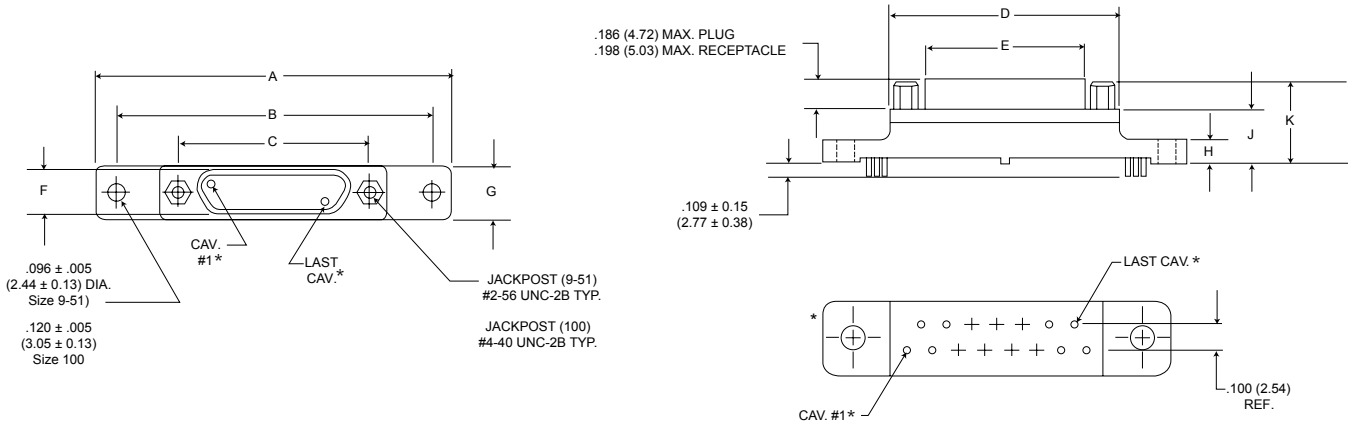 A
B
C
F
G
CAV.
#1*
LAST
CAV.*
.096 ± .005
(2.44 ± 0.13) DIA.
Size 9-51)
.120 ± .005
(3.05 ± 0.13)
Size 100
JACKPOST (9-51)
#2-56 UNC-2B TYP.
JACKPOST (100)
#4-40 UNC-2B TYP.
.186 (4.72) MAX. PLUG
.198 (5.03) MAX. RECEPTACLE
D
E
K
J
H
.109 ± 0.15
(2.77 ± 0.38)
LAST CAV.*
*
CAV. #1*
.100 (2.54)
REF.